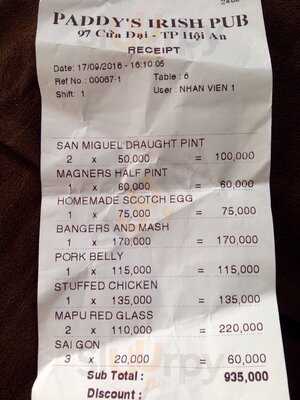 PADDY'S IRISH PUB
97 Cửa Đại - TP Hội An
RECEIPT
Date: 17/09/2016 - 16:10:05
Ref No.: 00067-1 Table : 6
Shift: 1 User : NHAN VIEN 1
SAN MIGUEL DRAUGHT PINT
2 x 50,000 = 100,000
MAGNERS HALF PINT
1 x 60,000 = 60,000
HOMEMADE SCOTCH EGG
1 x 75,000 = 75,000
BANGERS AND MASH
1 x 170,000 = 170,000
PORK BELLY
1 x 115,000 = 115,000
STUFFED CHICKEN
1 x 135,000 = 135,000
MAPU RED GLASS
2 x 110,000 = 220,000
SAI GON
3 x 20,000 = 60,000
Sub Total : 935,000
Discount :